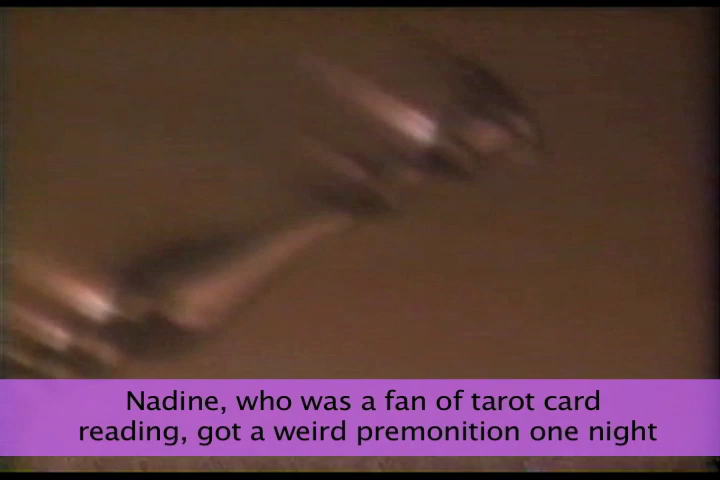 Nadine, who was a fan of tarot card
reading, got a weird premonition one night